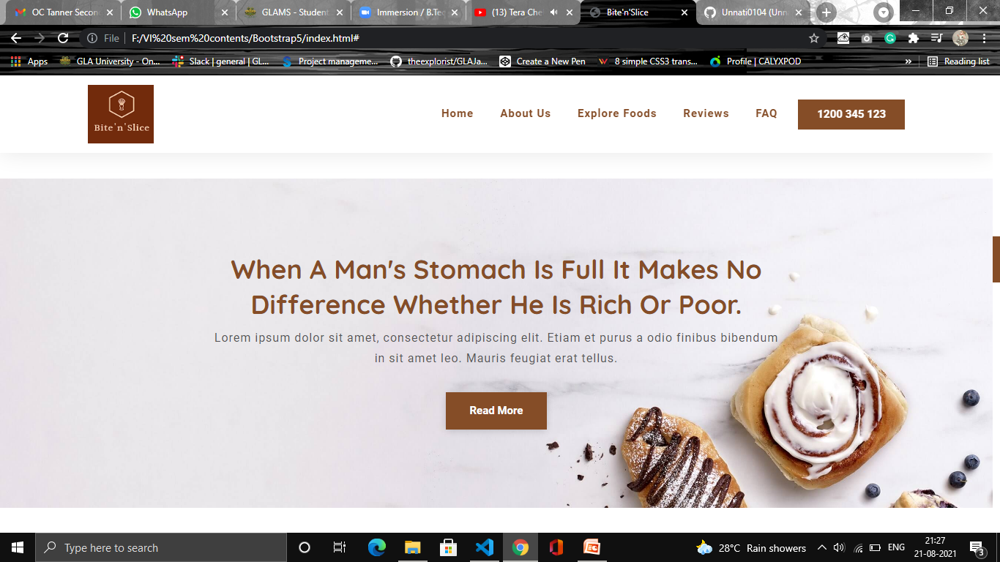 OC Tanner Secon
WhatsApp
GLAMS - Student
Immersion / B.Tec
(13) Tera Che
Bite'n'Slice
Unnati0104 (Unn
File
F:/VI%20sem%20contents/Bootstrap5/index.html#
Apps
GLA University - On...
Slack | general | GL...
Project manageme...
theexplorist/GLAJa...
Create a New Pen
8 simple CSS3 trans...
Profile | CALYXPOD
»
Reading list
Bite'n'Slice
Home
About Us
Explore Foods
Reviews
FAQ
1200 345 123
When A Man's Stomach Is Full It Makes No
Difference Whether He Is Rich Or Poor.
Lorem ipsum dolor sit amet, consectetur adipiscing elit. Etiam et purus a odio finibus bibendum
in sit amet leo. Mauris feugiat erat tellus.
Read More
Type here to search
28°C Rain showers
ENG
21:27
21-08-2021
3